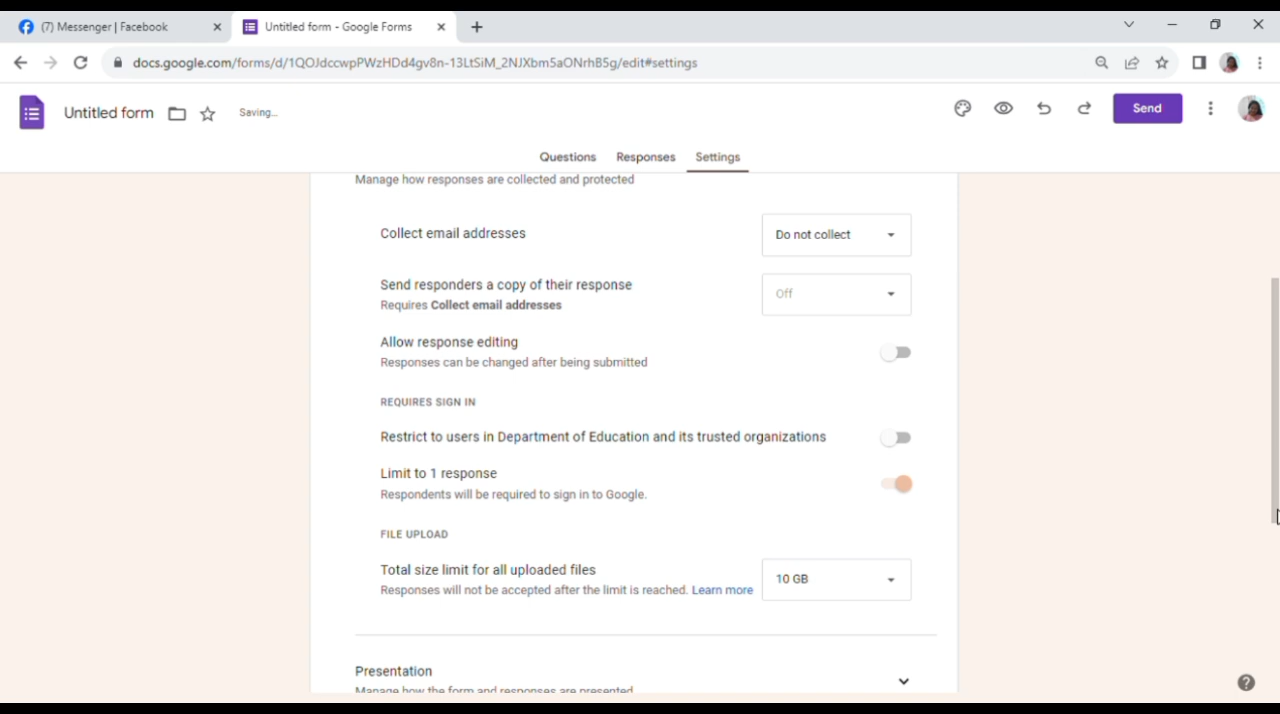 (7) Messenger | Facebook
Untitled form - Google Forms
docs.google.com/forms/d/1QOJdccwpPWzHDd4gv8n-13LtSiM_2NJXbm5aONrhB5g/edit#settings
Untitled form
Saving...
Send
Questions
Responses
Settings
Manage how responses are collected and protected
Collect email addresses
Do not collect
Send responders a copy of their response
Requires Collect email addresses
Off
Allow response editing
Responses can be changed after being submitted
REQUIRES SIGN IN
Restrict to users in Department of Education and its trusted organizations
Limit to 1 response
Respondents will be required to sign in to Google.
FILE UPLOAD
Total size limit for all uploaded files
Responses will not be accepted after the limit is reached. Learn more
10 GB
Presentation
Manage how the form and responses are presented